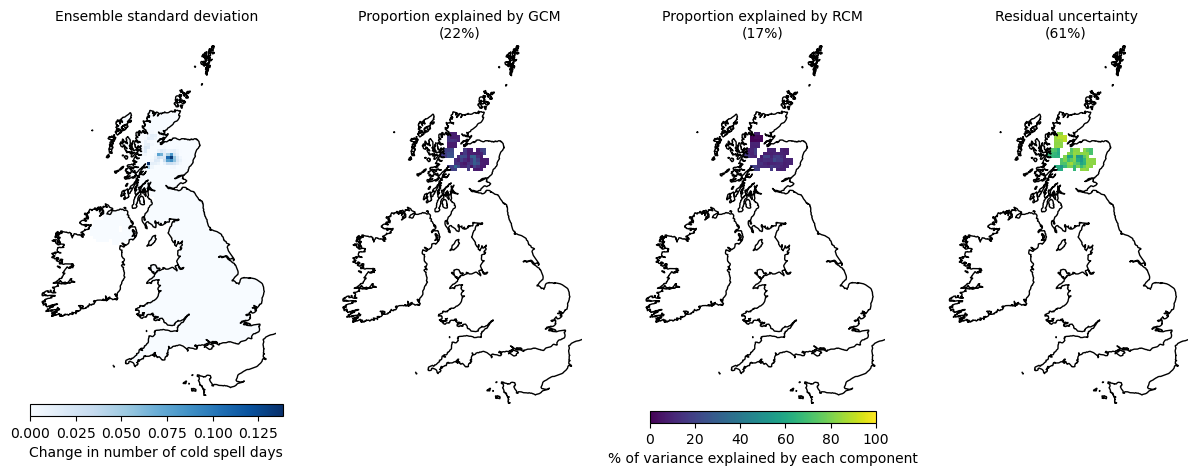 Ensemble standard deviation
Proportion explained by GCM
(22%)
Proportion explained by RCM
(17%)
Residual uncertainty
(61%)
0.000 0.025 0.050 0.075 0.100 0.125
Change in number of cold spell days
0 20 40 60 80 100
% of variance explained by each component